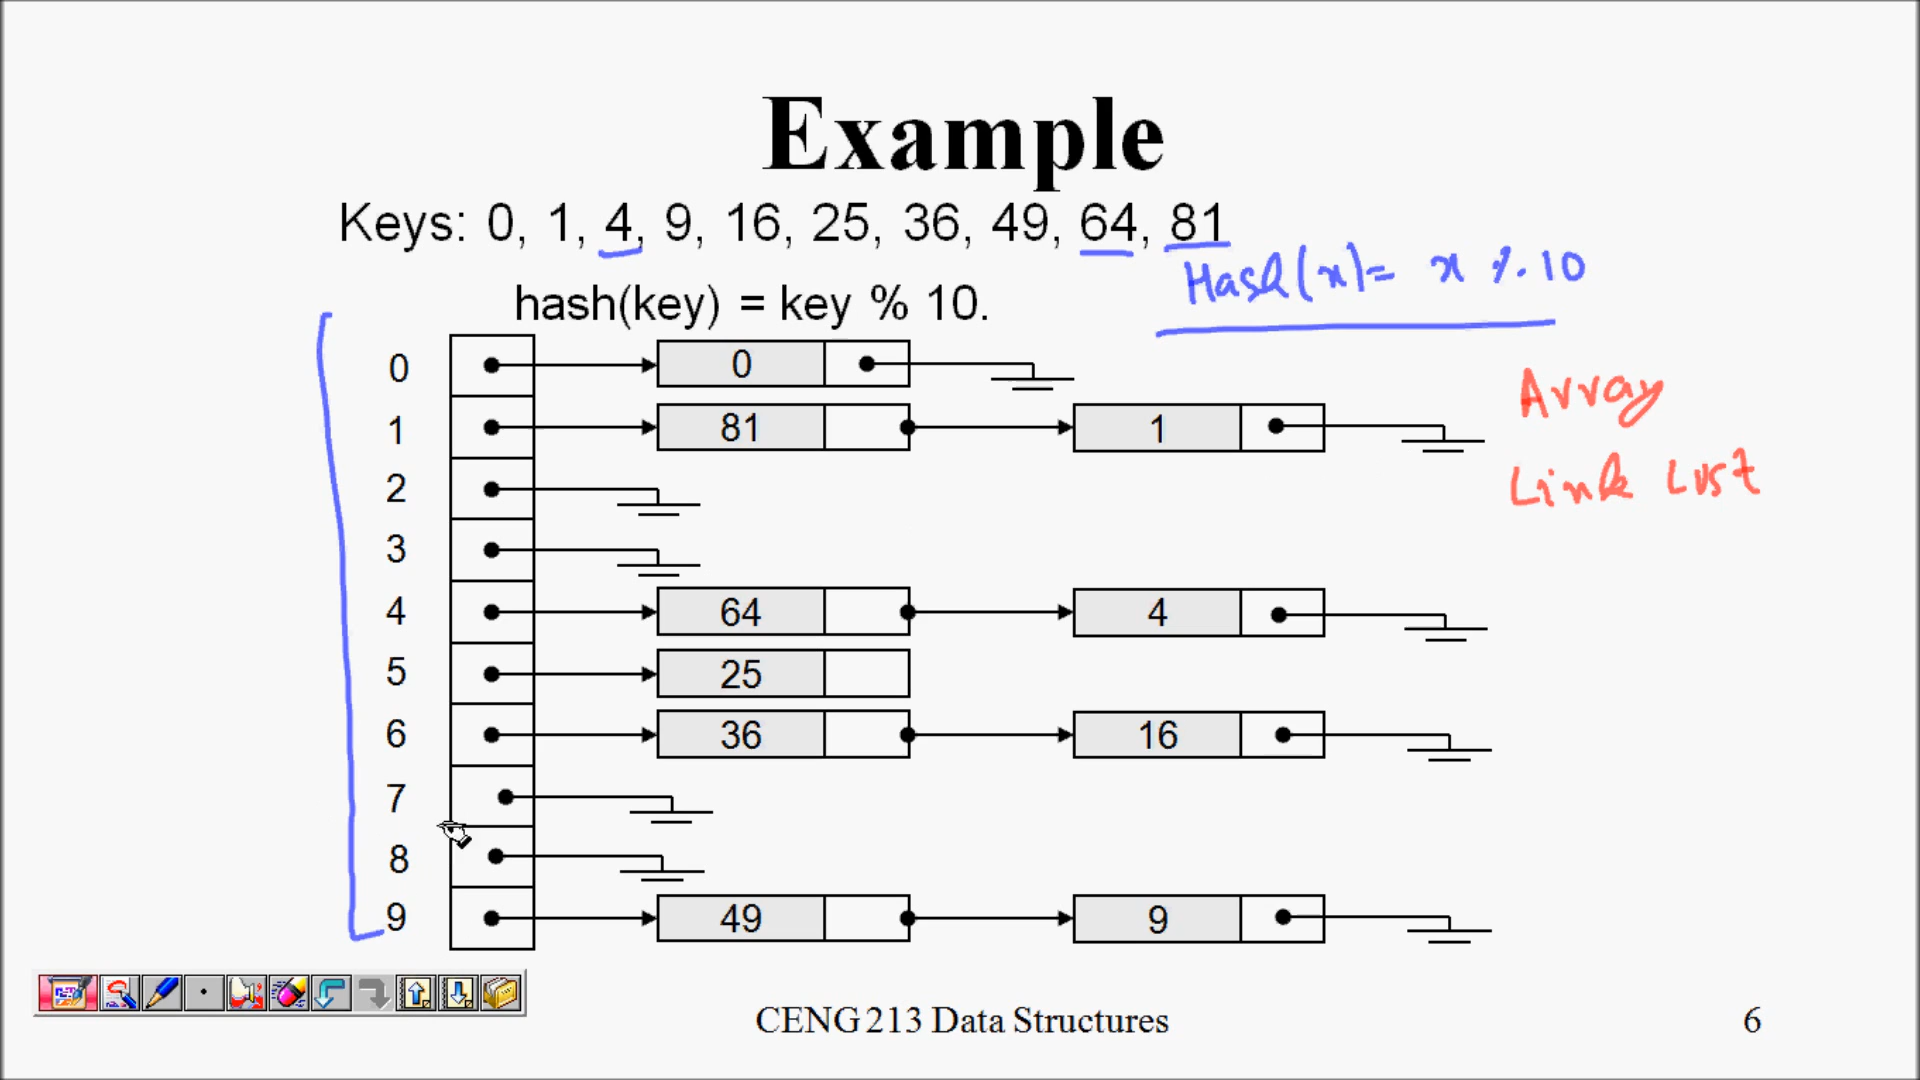 Example
Keys: 0, 1, 4, 9, 16, 25, 36, 49, 64, 81
Hash(x)= x %. 10
hash(key) = key % 10.
0 0
1 81 1
Array
2
Link List
3
4 64 4
5 25
6 36 16
7
8
9 49 9
CENG 213 Data Structures
6